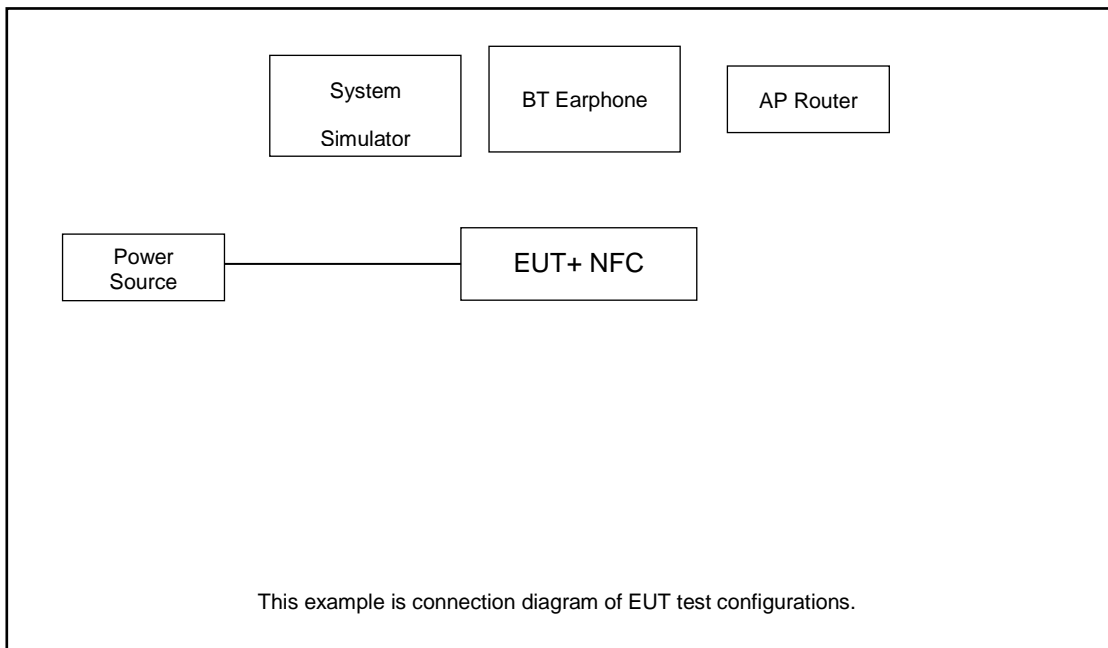 System
Simulator
BT Earphone
AP Router
Power
Source
EUT+ NFC
This example is connection diagram of EUT test configurations.